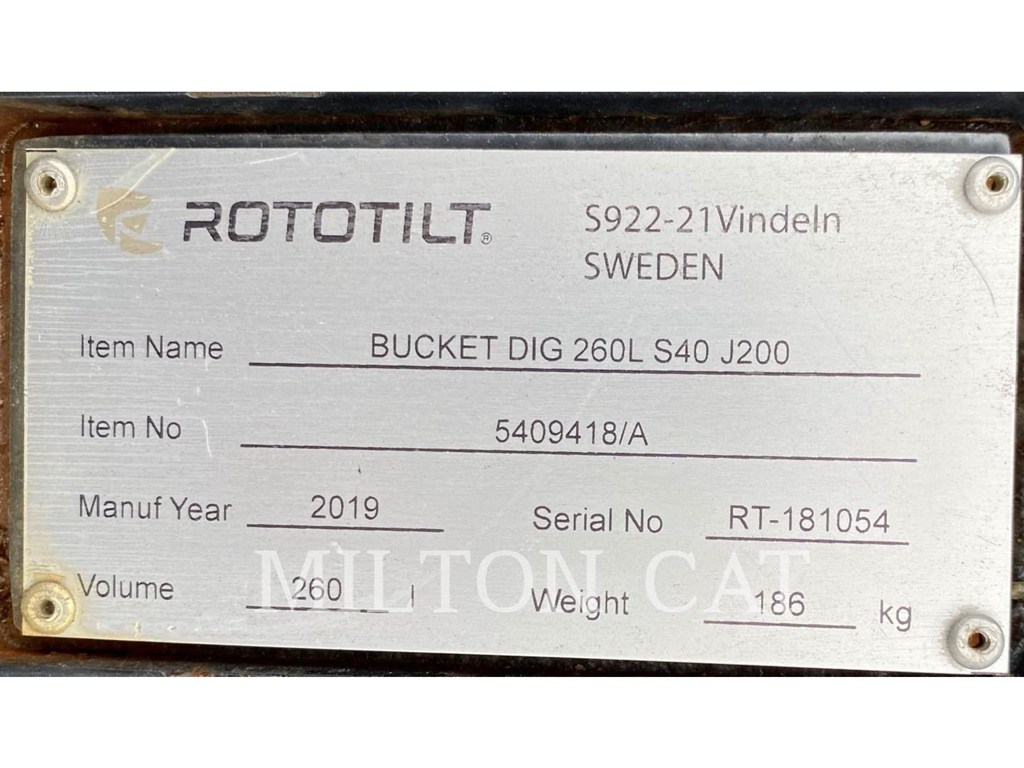 ROTOTILT®
S922-21Vindeln
SWEDEN
Item Name BUCKET DIG 260L S40 J200
Item No 5409418/A
Manuf Year 2019 Serial No RT-181054
Volume 260 l Weight 186 kg
MILTON CAT